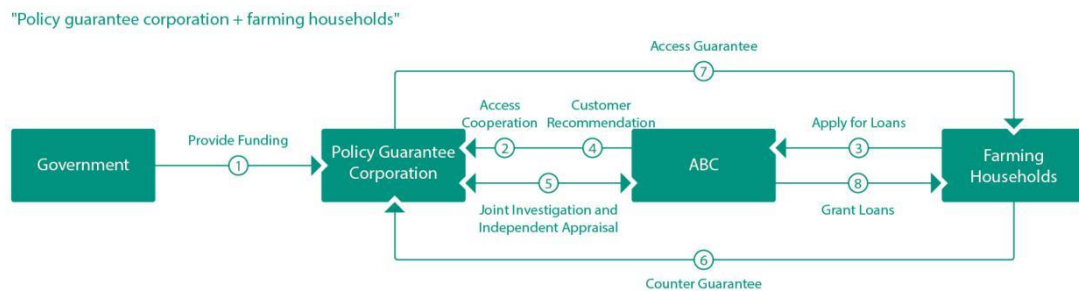 "Policy guarantee corporation + farming households"
Access Guarantee
7
Access
Cooperation
Customer
Recommendation
Provide Funding
Apply for Loans
1
2
4
3
Government
Policy Guarantee
Corporation
ABC
Farming
Households
5
8
Joint Investigation and
Independent Appraisal
Grant Loans
6
Counter Guarantee